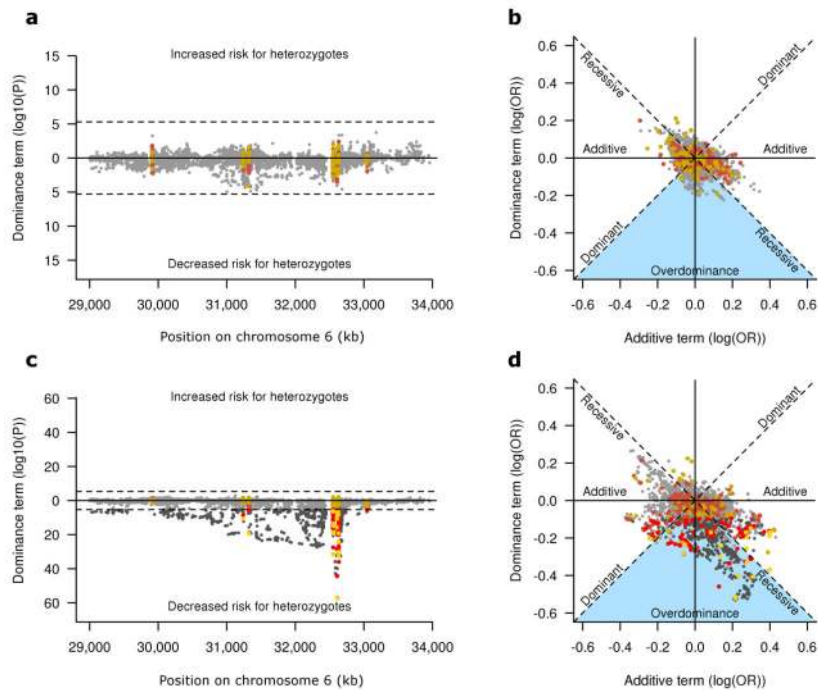 a
Increased risk for heterozygotes
15
10
5
0
5
10
15
Dominance term (log10(P))
Decreased risk for heterozygotes
29,000 30,000 31,000 32,000 33,000 34,000
Position on chromosome 6 (kb)
b
0.6
0.4
0.2
0.0
-0.2
-0.4
-0.6
Dominance term (log(OR))
Recessive
Dominant
Additive
Additive
Dominant
Recessive
Overdominance
-0.6 -0.4 -0.2 0.0 0.2 0.4 0.6
Additive term (log(OR))
c
Increased risk for heterozygotes
60
40
20
0
20
40
60
Dominance term (log10(P))
Decreased risk for heterozygotes
29,000 30,000 31,000 32,000 33,000 34,000
Position on chromosome 6 (kb)
d
0.6
0.4
0.2
0.0
-0.2
-0.4
-0.6
Dominance term (log(OR))
Recessive
Dominant
Additive
Additive
Dominant
Recessive
Overdominance
-0.6 -0.4 -0.2 0.0 0.2 0.4 0.6
Additive term (log(OR))